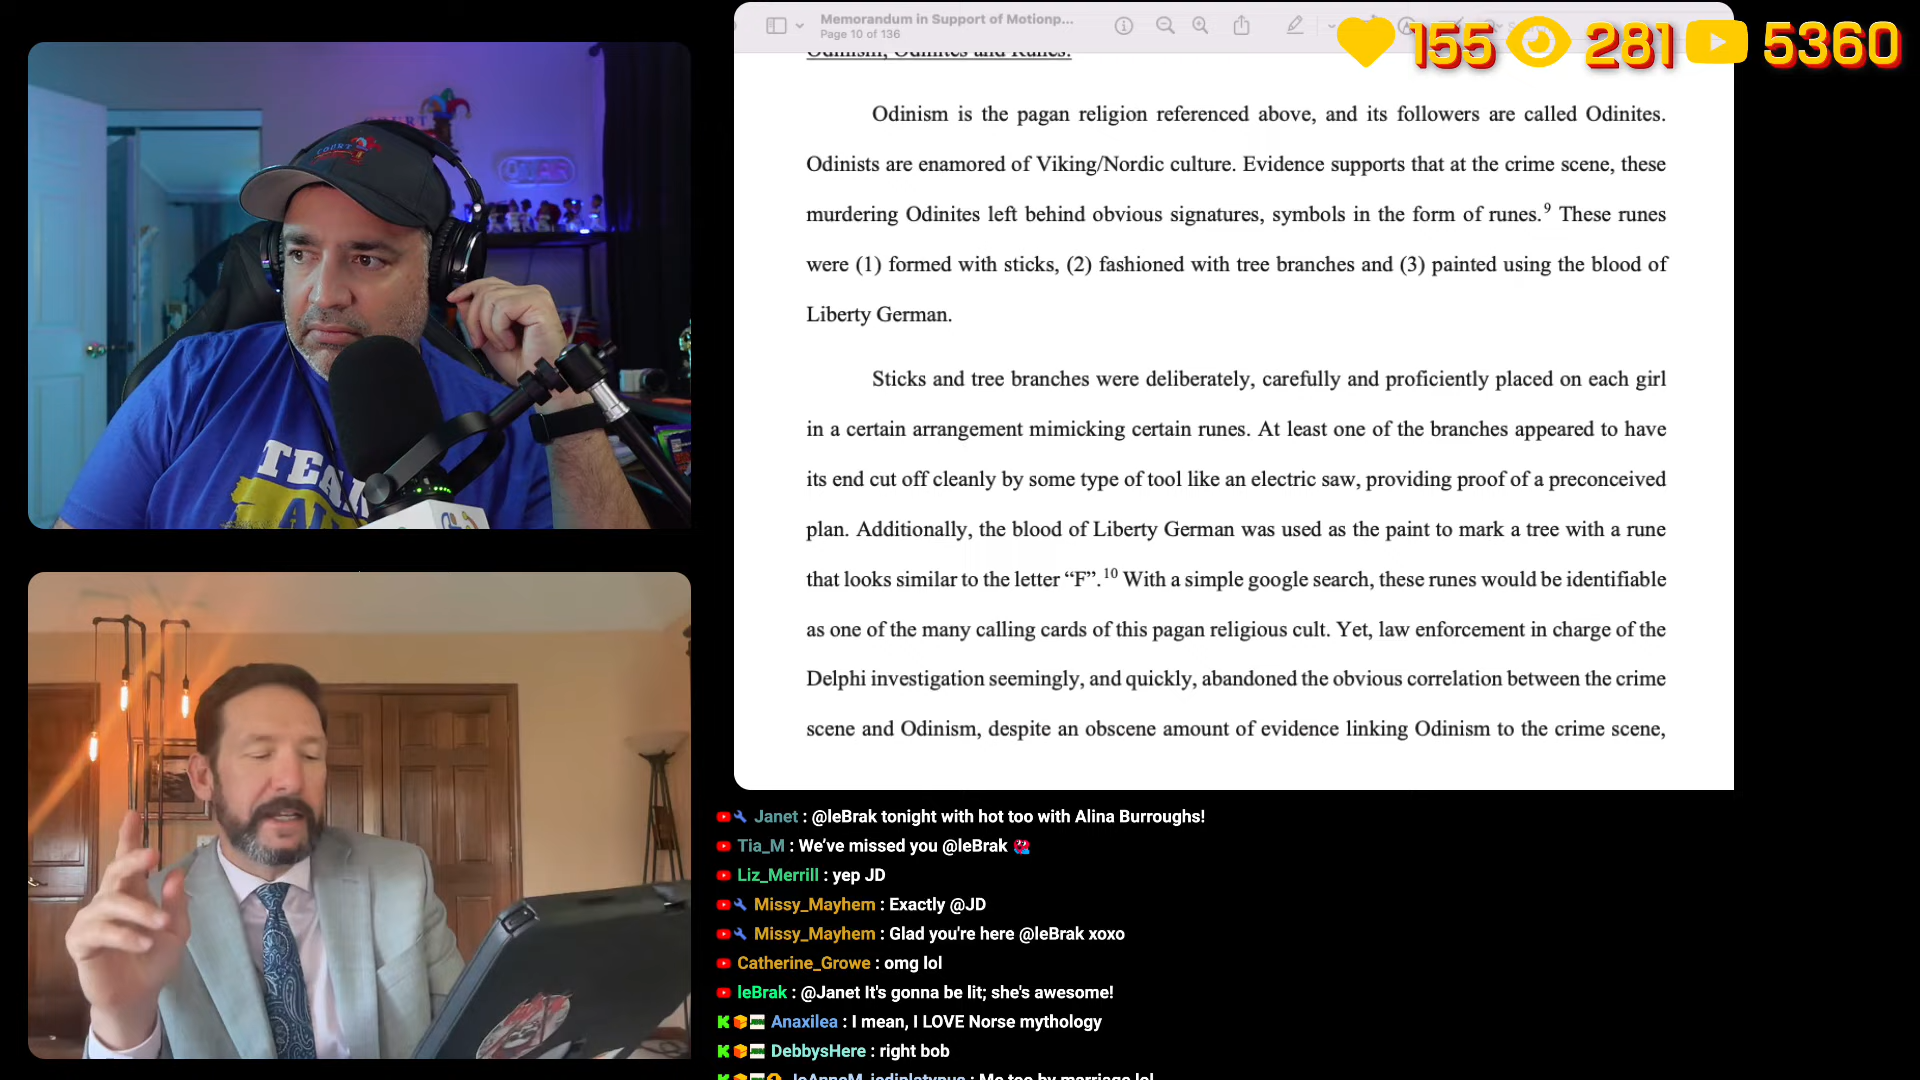 Memorandum in Support of Motionp...
Page 10 of 136
155 281 5360
Odinism, Odinites and Runes:
Odinism is the pagan religion referenced above, and its followers are called Odinites.
Odinists are enamored of Viking/Nordic culture. Evidence supports that at the crime scene, these
murdering Odinites left behind obvious signatures, symbols in the form of runes.9 These runes
were (1) formed with sticks, (2) fashioned with tree branches and (3) painted using the blood of
Liberty German.
Sticks and tree branches were deliberately, carefully and proficiently placed on each girl
in a certain arrangement mimicking certain runes. At least one of the branches appeared to have
its end cut off cleanly by some type of tool like an electric saw, providing proof of a preconceived
plan. Additionally, the blood of Liberty German was used as the paint to mark a tree with a rune
that looks similar to the letter “F”.10 With a simple google search, these runes would be identifiable
as one of the many calling cards of this pagan religious cult. Yet, law enforcement in charge of the
Delphi investigation seemingly, and quickly, abandoned the obvious correlation between the crime
scene and Odinism, despite an obscene amount of evidence linking Odinism to the crime scene,
COURT
COURT
TEAM
Janet : @leBrak tonight with hot too with Alina Burroughs!
Tia_M : We've missed you @leBrak
Liz_Merrill : yep JD
Missy_Mayhem : Exactly @JD
Missy_Mayhem : Glad you're here @leBrak xoxo
Catherine_Growe : omg lol
leBrak : @Janet It's gonna be lit; she's awesome!
Anaxilea : I mean, I LOVE Norse mythology
DebbysHere : right bob
: Me too by marriage lol